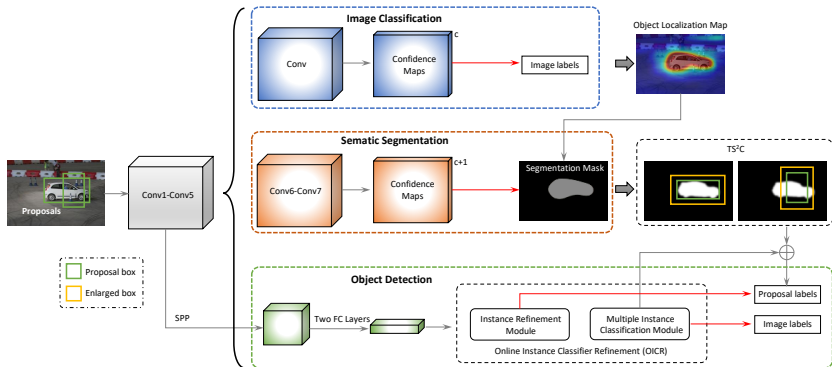 Image Classification
Object Localization Map
c
Conv
Confidence
Maps
Image labels
Sematic Segmentation
c+1
Conv6-Conv7
Confidence
Maps
Segmentation Mask
TS²C
Proposals
Conv1-Conv5
Proposal box
Enlarged box
Object Detection
SPP
Two FC Layers
Instance Refinement
Module
Multiple Instance
Classification Module
Online Instance Classifier Refinement (OICR)
Proposal labels
Image labels